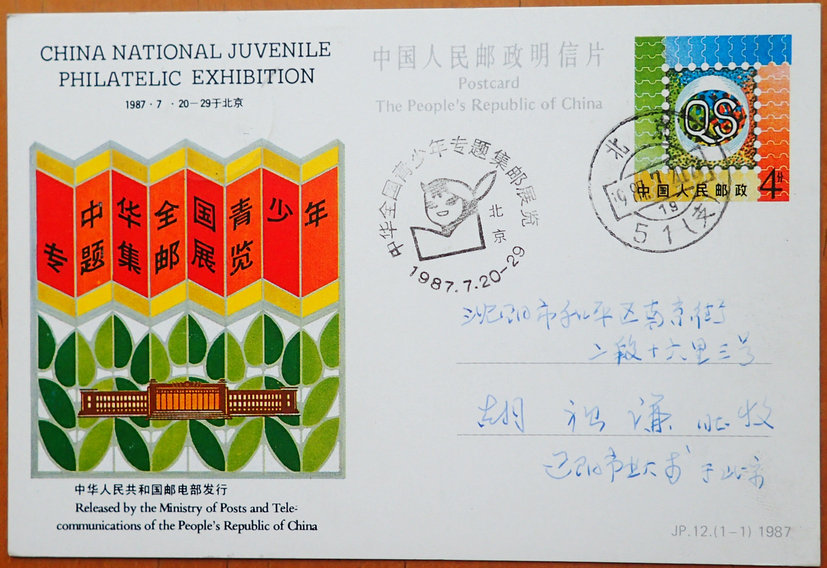 CHINA NATIONAL JUVENILE
PHILATELIC EXHIBITION
1987・7・20—29于北京
中华全国青少年
专题集邮展览
中华人民共和国邮电部发行
Released by the Ministry of Posts and Tele-
communications of the People's Republic of China
中国人民邮政明信片
Postcard
The People's Republic of China
中华全国青少年专题集邮展览
北京
1987.7.20-29
QS
中国人民邮政 4分
北
51(支
沈阳市和平区南京街
二段十六里三号
胡祖谦
于北京
JP.12.(1-1) 1987